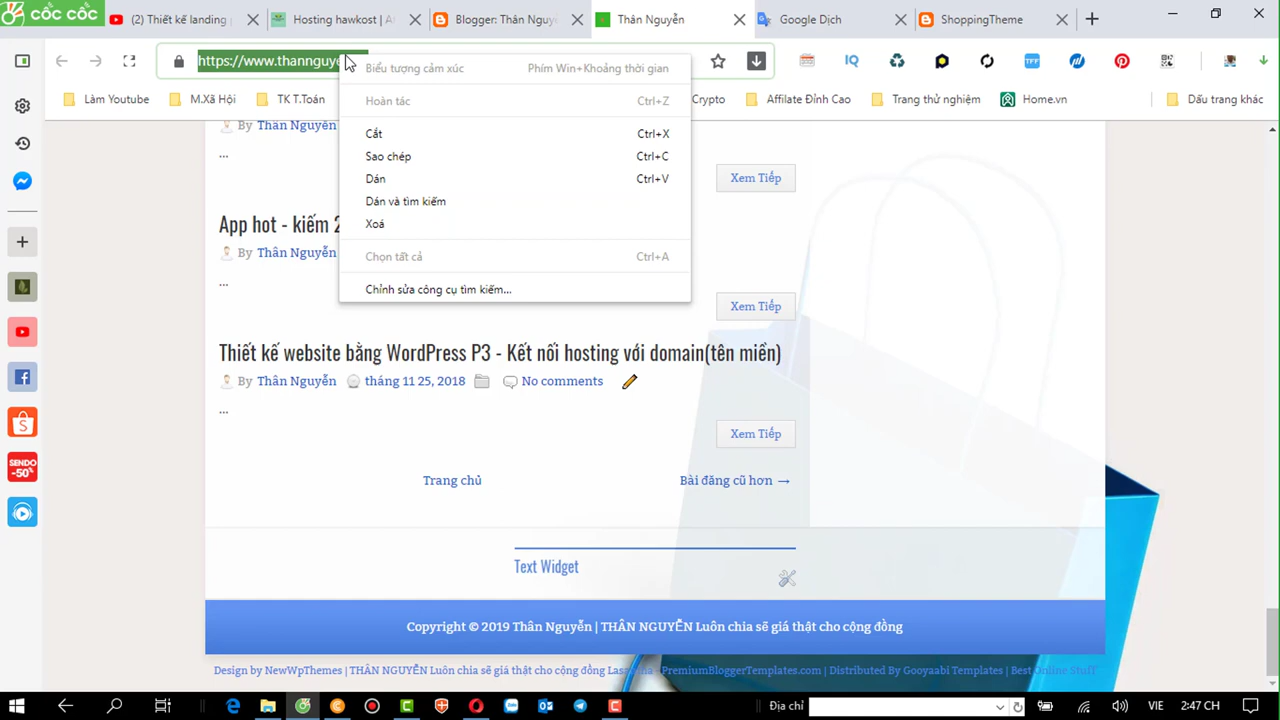 cốc cốc
(2) Thiết kế landing
Hosting hawkost | A
Blogger: Thân Nguy
Thân Nguyễn
Google Dịch
ShoppingTheme
https://www.thannguye
IQ
TFF
Làm Youtube
M.Xã Hội
TK T.Toán
Crypto
Affilate Đỉnh Cao
Trang thử nghiệm
Home.vn
Dấu trang khác
Biểu tượng cảm xúc Phím Win+Khoảng thời gian
Hoàn tác Ctrl+Z
Cắt Ctrl+X
Sao chép Ctrl+C
Dán Ctrl+V
Dán và tìm kiếm
Xoá
Chọn tất cả Ctrl+A
Chỉnh sửa công cụ tìm kiếm...
By Thân Nguyễn
...
Xem Tiếp
App hot - kiếm 2
By Thân Nguyễn
...
Xem Tiếp
Thiết kế website bằng WordPress P3 - Kết nối hosting với domain(tên miền)
By Thân Nguyễn tháng 11 25, 2018 No comments
...
Xem Tiếp
Trang chủ Bài đăng cũ hơn →
Text Widget
SENDO
-50%
Copyright © 2019 Thân Nguyễn | THÂN NGUYỄN Luôn chia sẽ giá thật cho cộng đồng
Design by NewWpThemes | THÂN NGUYỄN Luôn chia sẽ giá thật cho cộng đồng PremiumBloggerTemplates.com | Distributed By Gooyaabi Templates | Best Online Stuff
Địa chỉ
VIE
2:47 CH